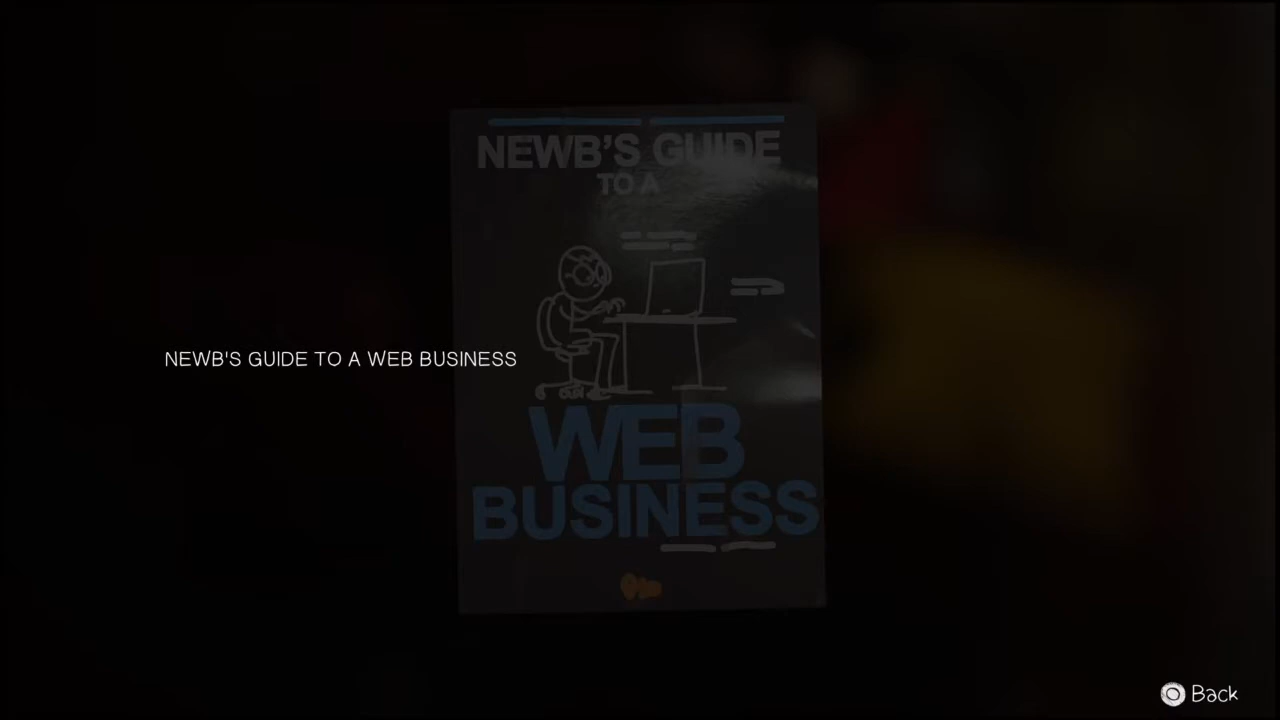 NEWB'S GUIDE
TO A
NEWB'S GUIDE TO A WEB BUSINESS
WEB
BUSINESS
Back